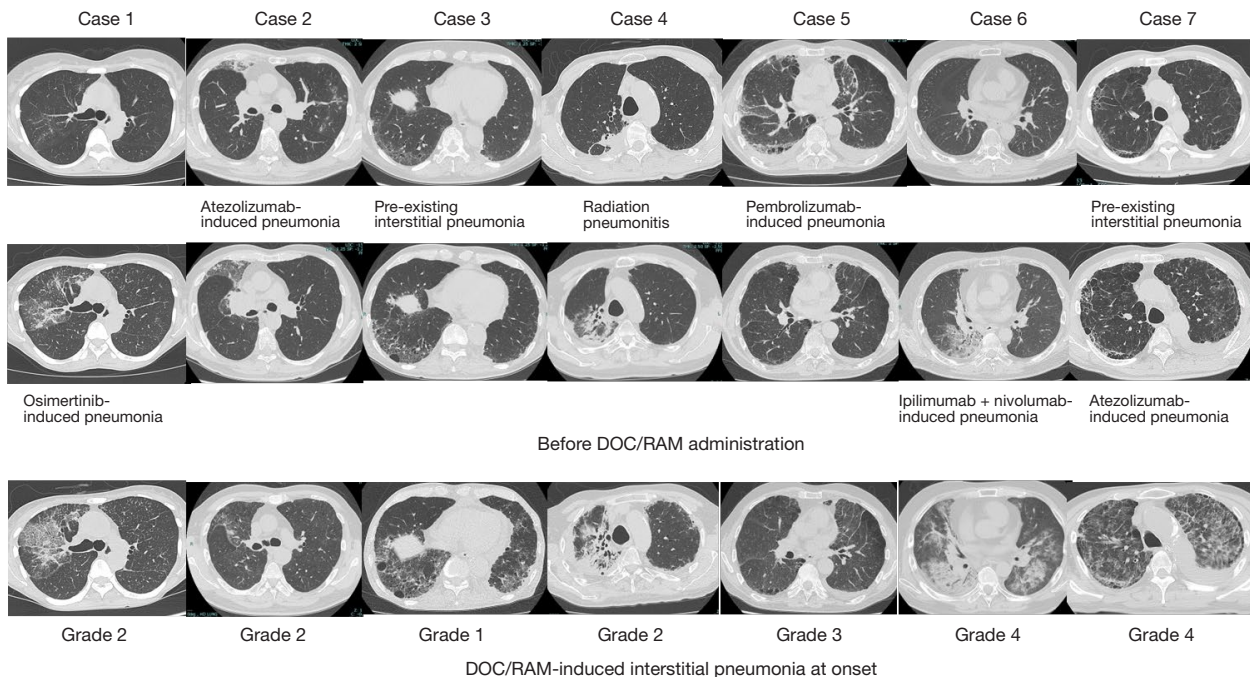 Case 1
Case 2
Case 3
Case 4
Case 5
Case 6
Case 7
Atezolizumab-
induced pneumonia
Pre-existing
interstitial pneumonia
Radiation
pneumonitis
Pembrolizumab-
induced pneumonia
Pre-existing
interstitial pneumonia
Osimertinib-
induced pneumonia
Ipilimumab + nivolumab-
induced pneumonia
Atezolizumab-
induced pneumonia
Before DOC/RAM administration
Grade 2
Grade 2
Grade 1
Grade 2
Grade 3
Grade 4
Grade 4
DOC/RAM-induced interstitial pneumonia at onset